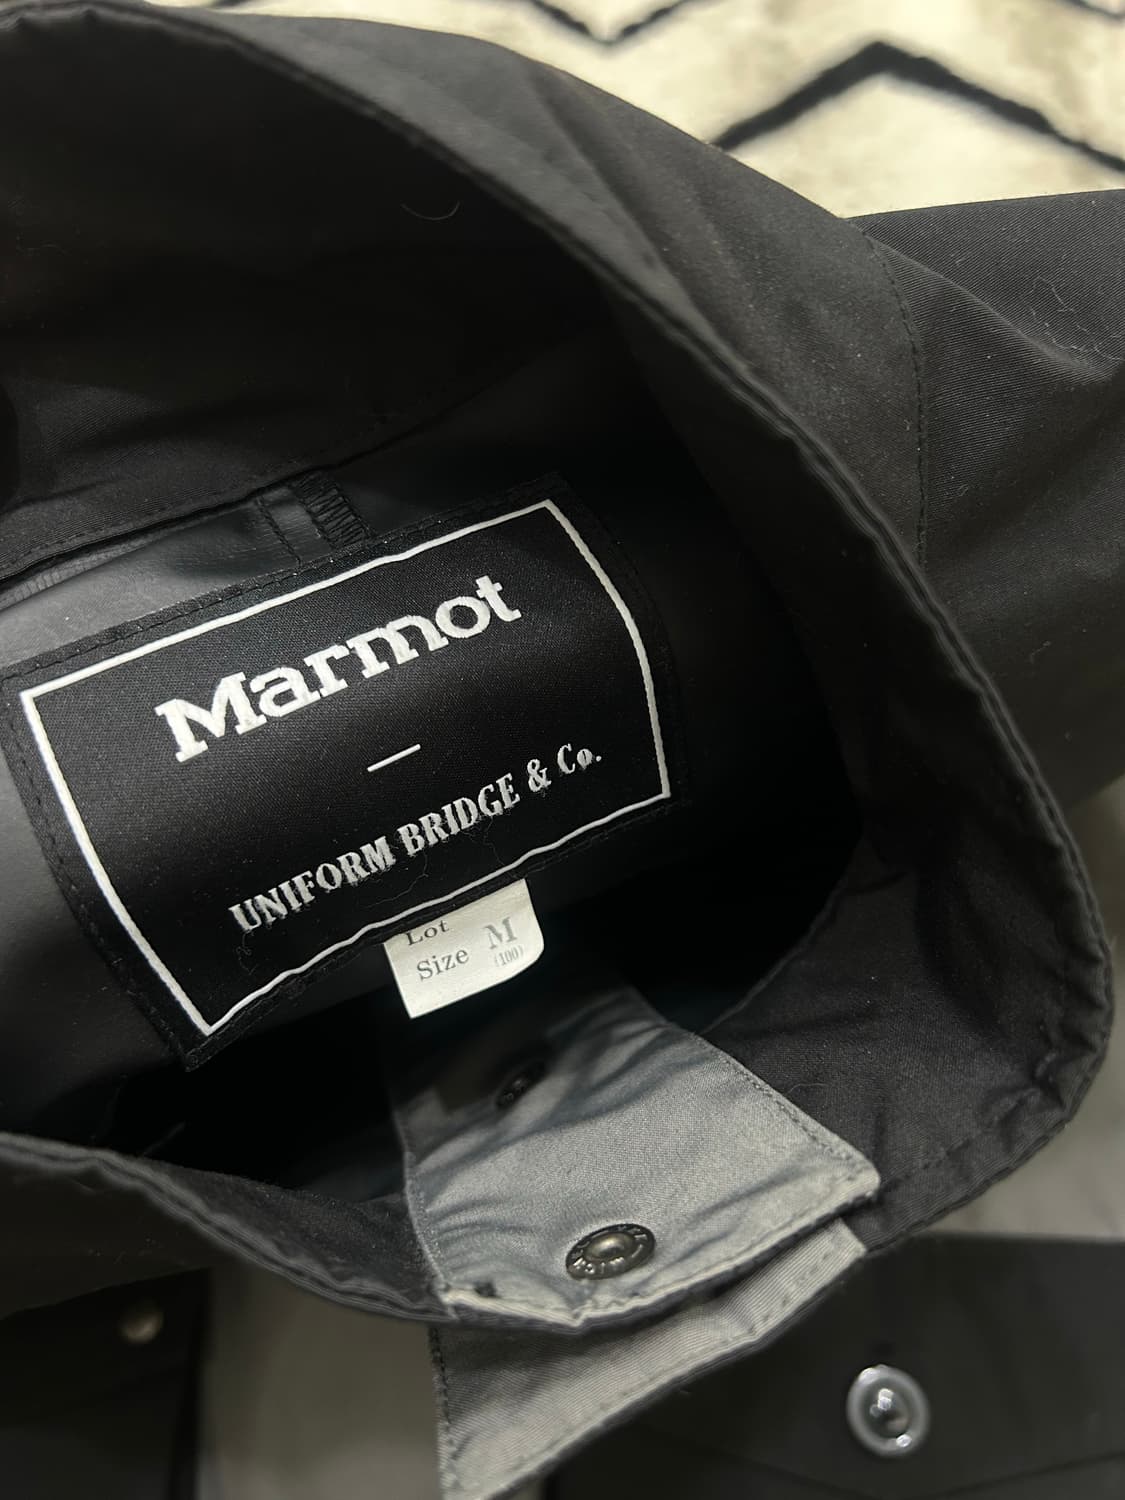 Marmot
—
UNIFORM BRIDGE & Co.
Lot
Size M
(100)